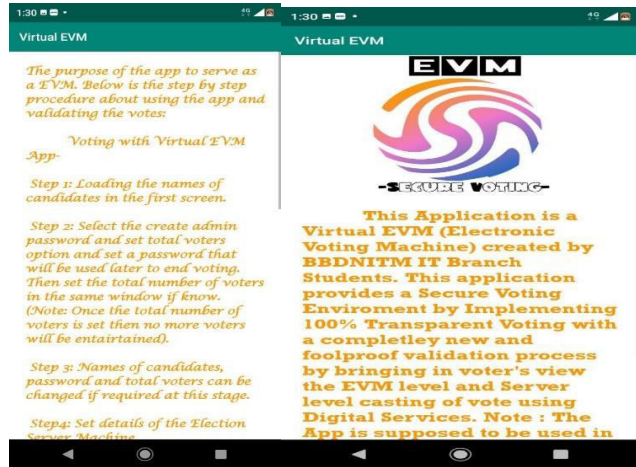 1:30
4G
Virtual EVM
The purpose of the app to serve as
a EVM. Below is the step by step
procedure about using the app and
validating the votes:
Voting with Virtual EVM
App-
Step 1: Loading the names of
candidates in the first screen.
Step 2: Select the create admin
password and set total voters
option and set a password that
will be used later to end voting.
Then set the total number of voters
in the same window if know.
(Note: Once the total number of
voters is set then no more voters
will be entairtained).
Step 3: Names of candidates,
password and total voters can be
changed if required at this stage.
Step4: Set details of the Election
Server Machine
1:30
4G
Virtual EVM
EVM
-SECURE VOTING-
This Application is a
Virtual EVM (Electronic
Voting Machine) created by
BBDNITM IT Branch
Students. This application
provides a Secure Voting
Enviroment by Implementing
100% Transparent Voting with
a completley new and
foolproof validation process
by bringing in voter's view
the EVM level and Server
level casting of vote using
Digital Services. Note : The
App is supposed to be used in